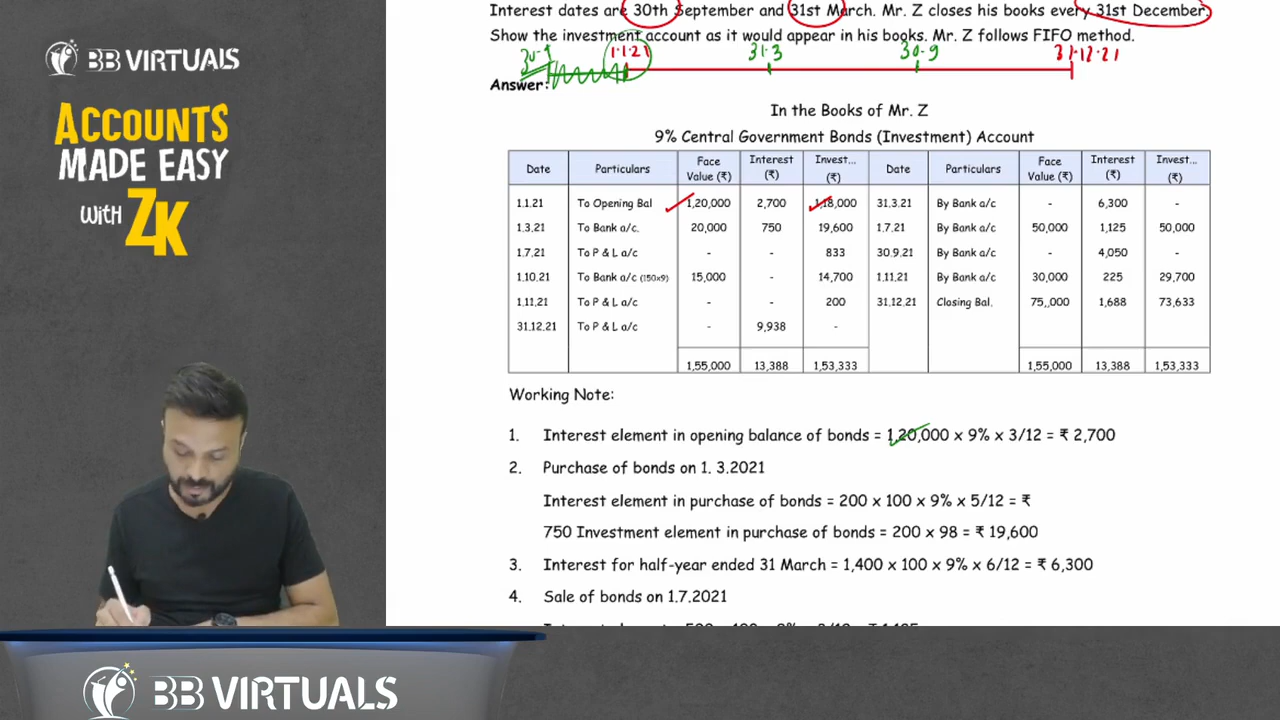 BB VIRTUALS
ACCOUNTS
MADE EASY
WITH ZK
Interest dates are 30th September and 31st March. Mr. Z closes his books every 31st December.
Show the investment account as it would appear in his books. Mr. Z follows FIFO method.
1.1.21 31.3 30.9 31.12.21
Answer:
In the Books of Mr. Z
9% Central Government Bonds (Investment) Account
Date Particulars Face Value (₹) Interest (₹) Invest... (₹) Date Particulars Face Value (₹) Interest (₹) Invest... (₹)
1.1.21 To Opening Bal 1,20,000 2,700 1,18,000 31.3.21 By Bank a/c - 6,300 -
1.3.21 To Bank a/c. 20,000 750 19,600 1.7.21 By Bank a/c 50,000 1,125 50,000
1.7.21 To P & L a/c - - 833 30.9.21 By Bank a/c - 4,050 -
1.10.21 To Bank a/c (150x9) 15,000 - 14,700 1.11.21 By Bank a/c 30,000 225 29,700
1.11.21 To P & L a/c - - 200 31.12.21 Closing Bal. 75,,000 1,688 73,633
31.12.21 To P & L a/c - 9,938 -
1,55,000 13,388 1,53,333 1,55,000 13,388 1,53,333
Working Note:
1. Interest element in opening balance of bonds = 1,20,000 x 9% x 3/12 = ₹ 2,700
2. Purchase of bonds on 1. 3.2021
Interest element in purchase of bonds = 200 x 100 x 9% x 5/12 = ₹
750 Investment element in purchase of bonds = 200 x 98 = ₹ 19,600
3. Interest for half-year ended 31 March = 1,400 x 100 x 9% x 6/12 = ₹ 6,300
4. Sale of bonds on 1.7.2021
BB VIRTUALS